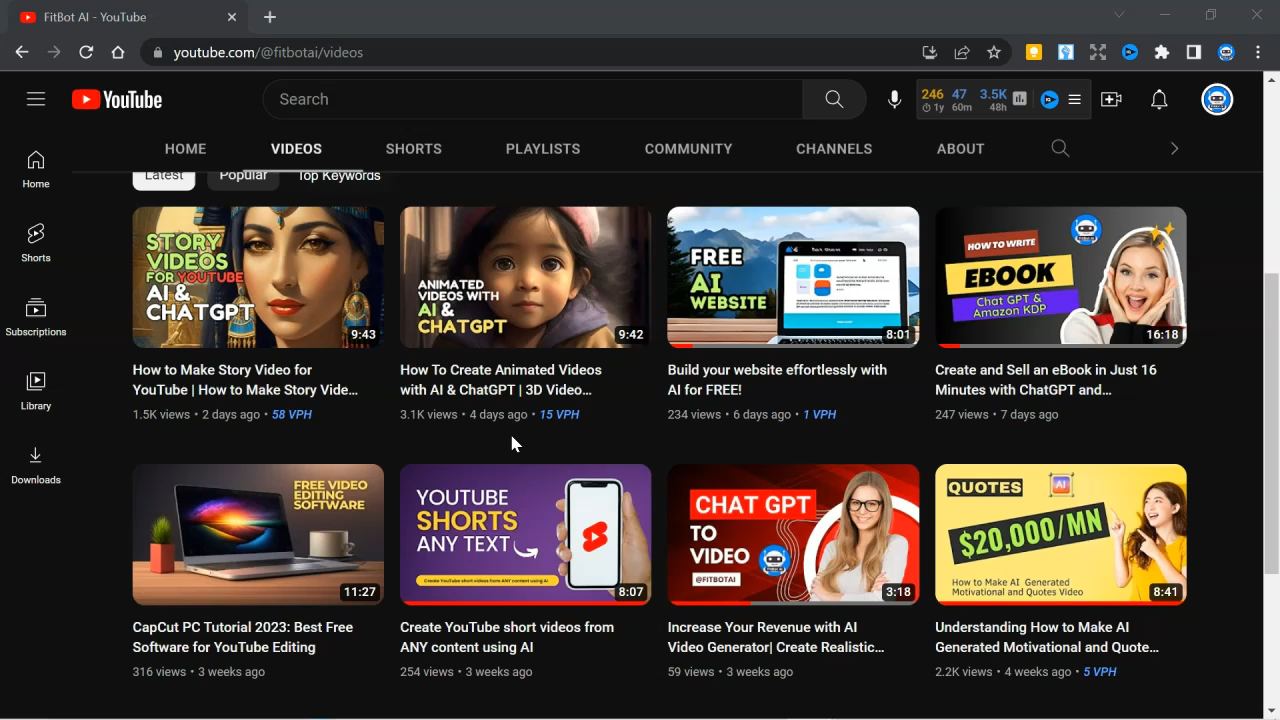 FitBot AI - YouTube
youtube.com/@fitbotai/videos
YouTube
Search
246 47 3.5K
1y 60m 48h
HOME VIDEOS SHORTS PLAYLISTS COMMUNITY CHANNELS ABOUT
Home
Shorts
Subscriptions
Library
Downloads
Latest Popular Top Keywords
STORY
VIDEOS
FOR YOUTUBE
AI &
CHATGPT
9:43
How to Make Story Video for
YouTube | How to Make Story Vide...
1.5K views • 2 days ago • 58 VPH
ANIMATED
VIDEOS WITH
AI &
CHATGPT
9:42
How To Create Animated Videos
with AI & ChatGPT | 3D Video...
3.1K views • 4 days ago • 15 VPH
FREE
AI
WEBSITE
8:01
Build your website effortlessly with
AI for FREE!
234 views • 6 days ago • 1 VPH
HOW TO WRITE
EBOOK
Chat GPT &
Amazon KDP
16:18
Create and Sell an eBook in Just 16
Minutes with ChatGPT and...
247 views • 7 days ago
FREE VIDEO
EDITING
SOFTWARE
11:27
CapCut PC Tutorial 2023: Best Free
Software for YouTube Editing
316 views • 3 weeks ago
YOUTUBE
SHORTS
ANY TEXT
Create YouTube short videos from ANY content using AI
8:07
Create YouTube short videos from
ANY content using AI
254 views • 3 weeks ago
CHAT GPT
TO
VIDEO
@FITBOTAI
3:18
Increase Your Revenue with AI
Video Generator| Create Realistic...
59 views • 3 weeks ago
QUOTES
AI
$20,000/MN
How to Make AI Generated
Motivational and Quotes Video
8:41
Understanding How to Make AI
Generated Motivational and Quote...
2.2K views • 4 weeks ago • 5 VPH